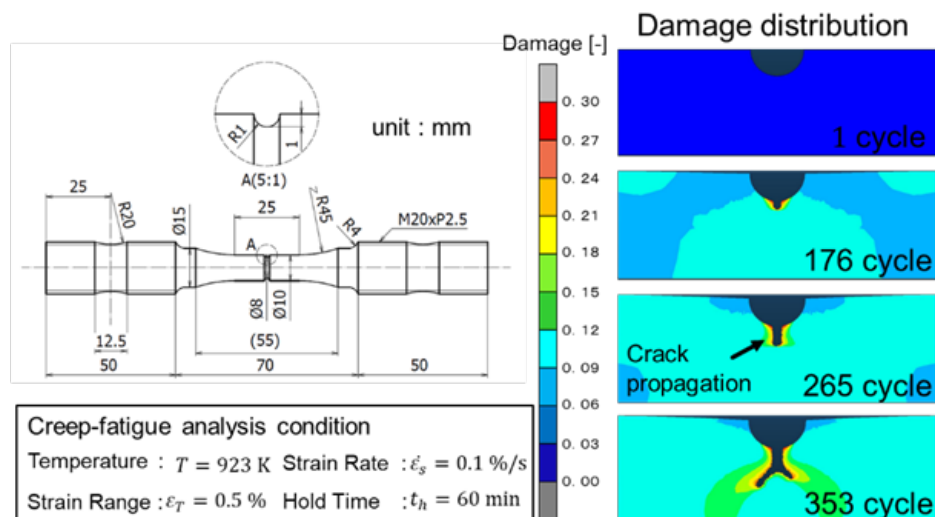 Damage distribution
Damage [-]
unit : mm
R1
1
A(5:1)
25
R20
Ø15
25
R45
R4
M20xP2.5
A
Ø8
Ø10
12.5
(55)
50
70
50
0. 30
0. 27
0. 24
0. 21
0. 18
0. 15
0. 12
0. 09
0. 06
0. 03
0. 00
1 cycle
176 cycle
Crack
propagation
265 cycle
353 cycle
Creep-fatigue analysis condition
Temperature : T = 923 K Strain Rate : ε̇s = 0.1 %/s
Strain Range : εT = 0.5 % Hold Time : th = 60 min